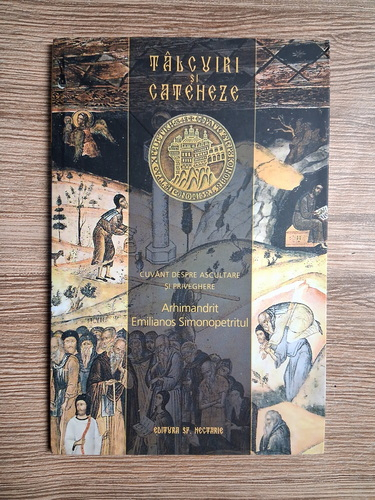 TÂLCUIRI
ȘI
CATEHEZE
CUVÂNT DESPRE ASCULTARE
ȘI PRIVEGHERE
Arhimandrit
Emilianos Simonopetritul
EDITURA SF. NECTARIE